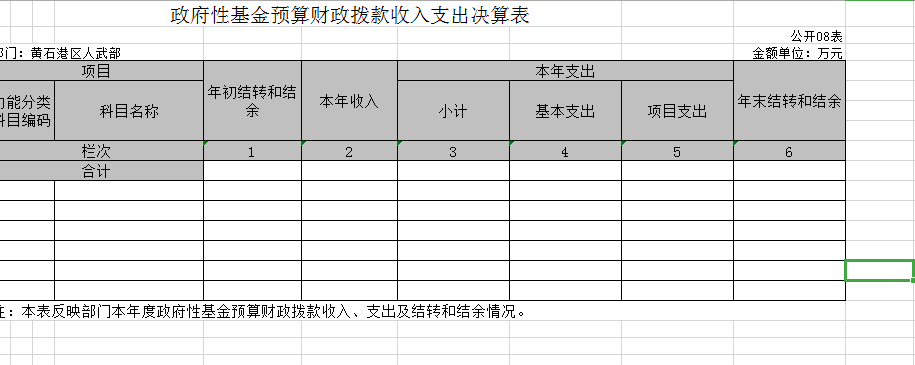 政府性基金预算财政拨款收入支出决算表
公开08表
部门：黄石港区人武部
金额单位：万元
项目
年初结转和结余
本年收入
本年支出
年末结转和结余
功能分类科目编码
科目名称
小计
基本支出
项目支出
栏次
1
2
3
4
5
6
合计
注：本表反映部门本年度政府性基金预算财政拨款收入、支出及结转和结余情况。